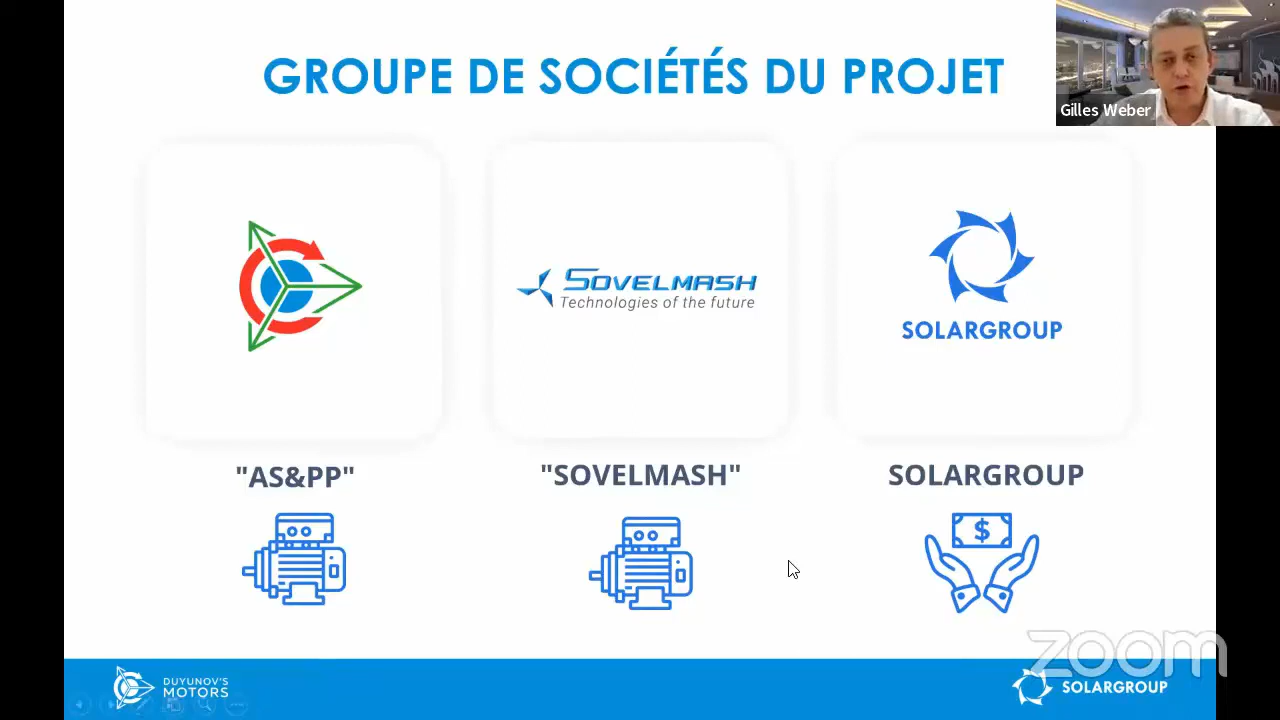 GROUPE DE SOCIÉTÉS DU PROJET
Gilles Weber
SOVELMASH
Technologies of the future
SOLARGROUP
"AS&PP"
"SOVELMASH"
SOLARGROUP
$
zoom
DUYUNOV'S
MOTORS
SOLARGROUP